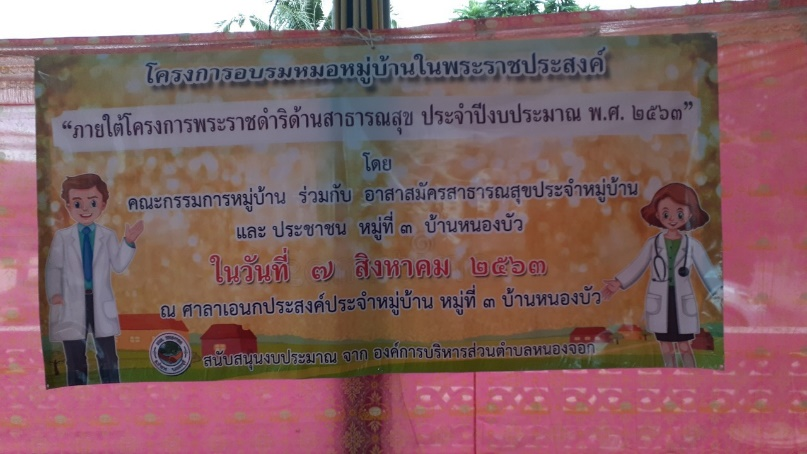 โครงการอบรมหมอหมู่บ้านในพระราชประสงค์
“ภายใต้โครงการพระราชดำริด้านสาธารณสุข ประจำปีงบประมาณ พ.ศ. ๒๕๖๓”
โดย
คณะกรรมการหมู่บ้าน ร่วมกับ อาสาสมัครสาธารณสุขประจำหมู่บ้าน
และ ประชาชน หมู่ที่ ๓ บ้านหนองบัว
ในวันที่ ๗ สิงหาคม ๒๕๖๓
ณ ศาลาเอนกประสงค์ประจำหมู่บ้าน หมู่ที่ ๓ บ้านหนองบัว
สนับสนุนงบประมาณ จาก องค์การบริหารส่วนตำบลหนองจอก